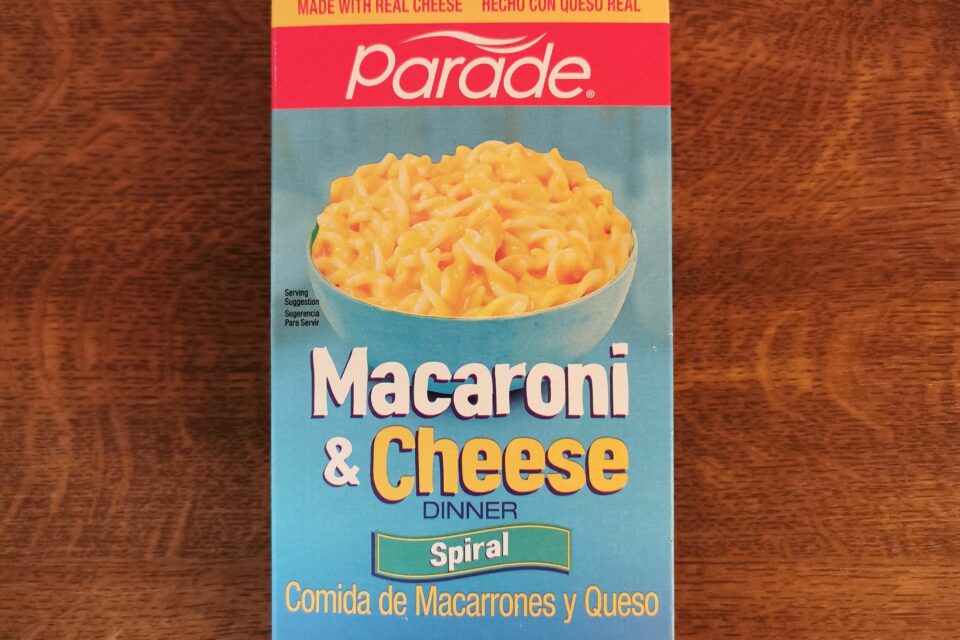 MADE WITH REAL CHEESE HECHO CON QUESO REAL
Parade®
Serving
Suggestion
Sugerencia
Para Servir
Macaroni
& Cheese
DINNER
Spiral
Comida de Macarrones y Queso